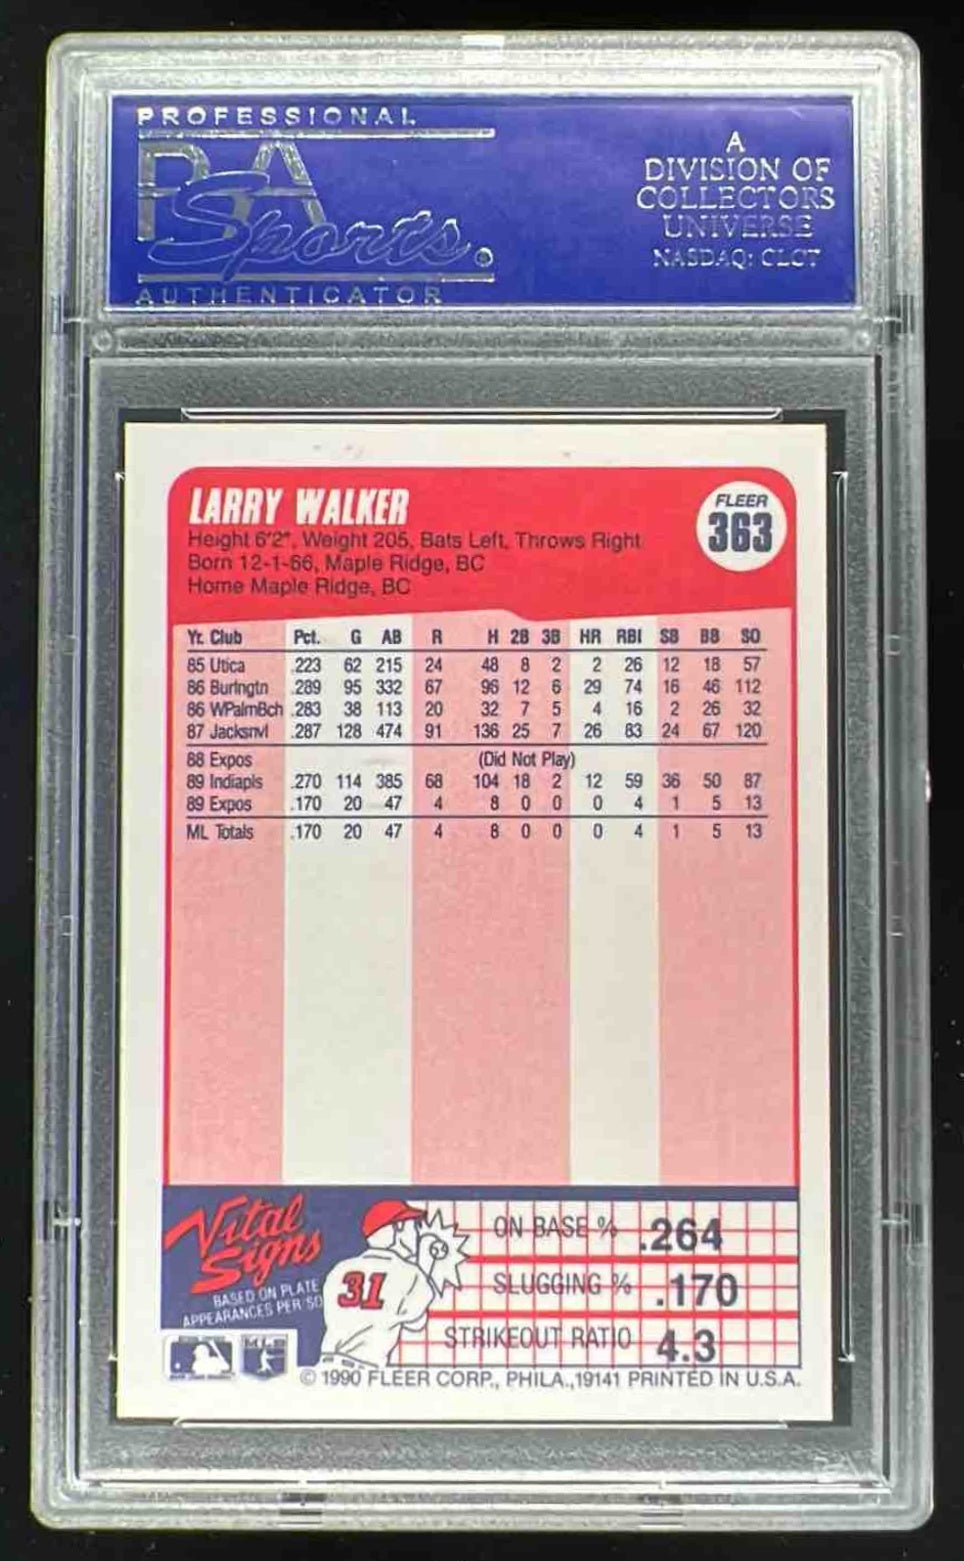 PROFESSIONAL
PSA
Sports.
AUTHENTICATOR
A
DIVISION OF
COLLECTORS
UNIVERSE
NASDAQ: CLCT
LARRY WALKER
Height 6'2", Weight 205, Bats Left, Throws Right
Born 12-1-66, Maple Ridge, BC
Home Maple Ridge, BC
FLEER
363
Yr. Club Pct. G AB R H 2B 3B HR RBI SB BB SO
85 Utica .223 62 215 24 48 8 2 2 26 12 18 57
86 Burlngtn .289 95 332 67 96 12 6 29 74 16 46 112
86 WPalmBch .283 38 113 20 32 7 5 4 16 2 26 32
87 Jacksnvl .287 128 474 91 136 25 7 26 83 24 67 120
88 Expos (Did Not Play)
89 Indiapls .270 114 385 68 104 18 2 12 59 36 50 87
89 Expos .170 20 47 4 8 0 0 0 4 1 5 13
ML Totals .170 20 47 4 8 0 0 0 4 1 5 13
Vital
Signs
BASED ON PLATE
APPEARANCES PER SO
31
ON BASE % .264
SLUGGING % .170
STRIKEOUT RATIO 4.3
© 1990 FLEER CORP., PHILA.,19141 PRINTED IN U.S.A.